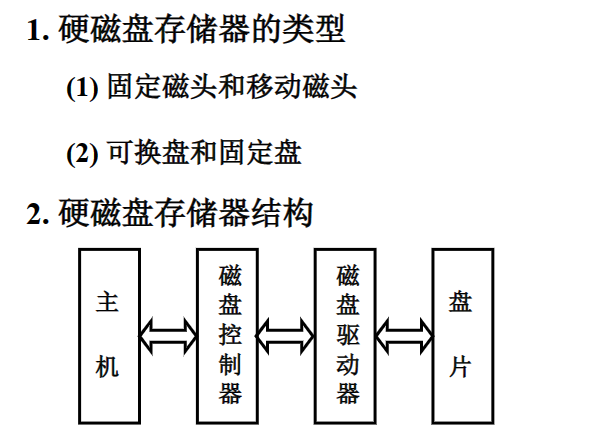 1. 硬磁盘存储器的类型
(1) 固定磁头和移动磁头
(2) 可换盘和固定盘
2. 硬磁盘存储器结构
主机
磁盘控制器
磁盘驱动器
盘片